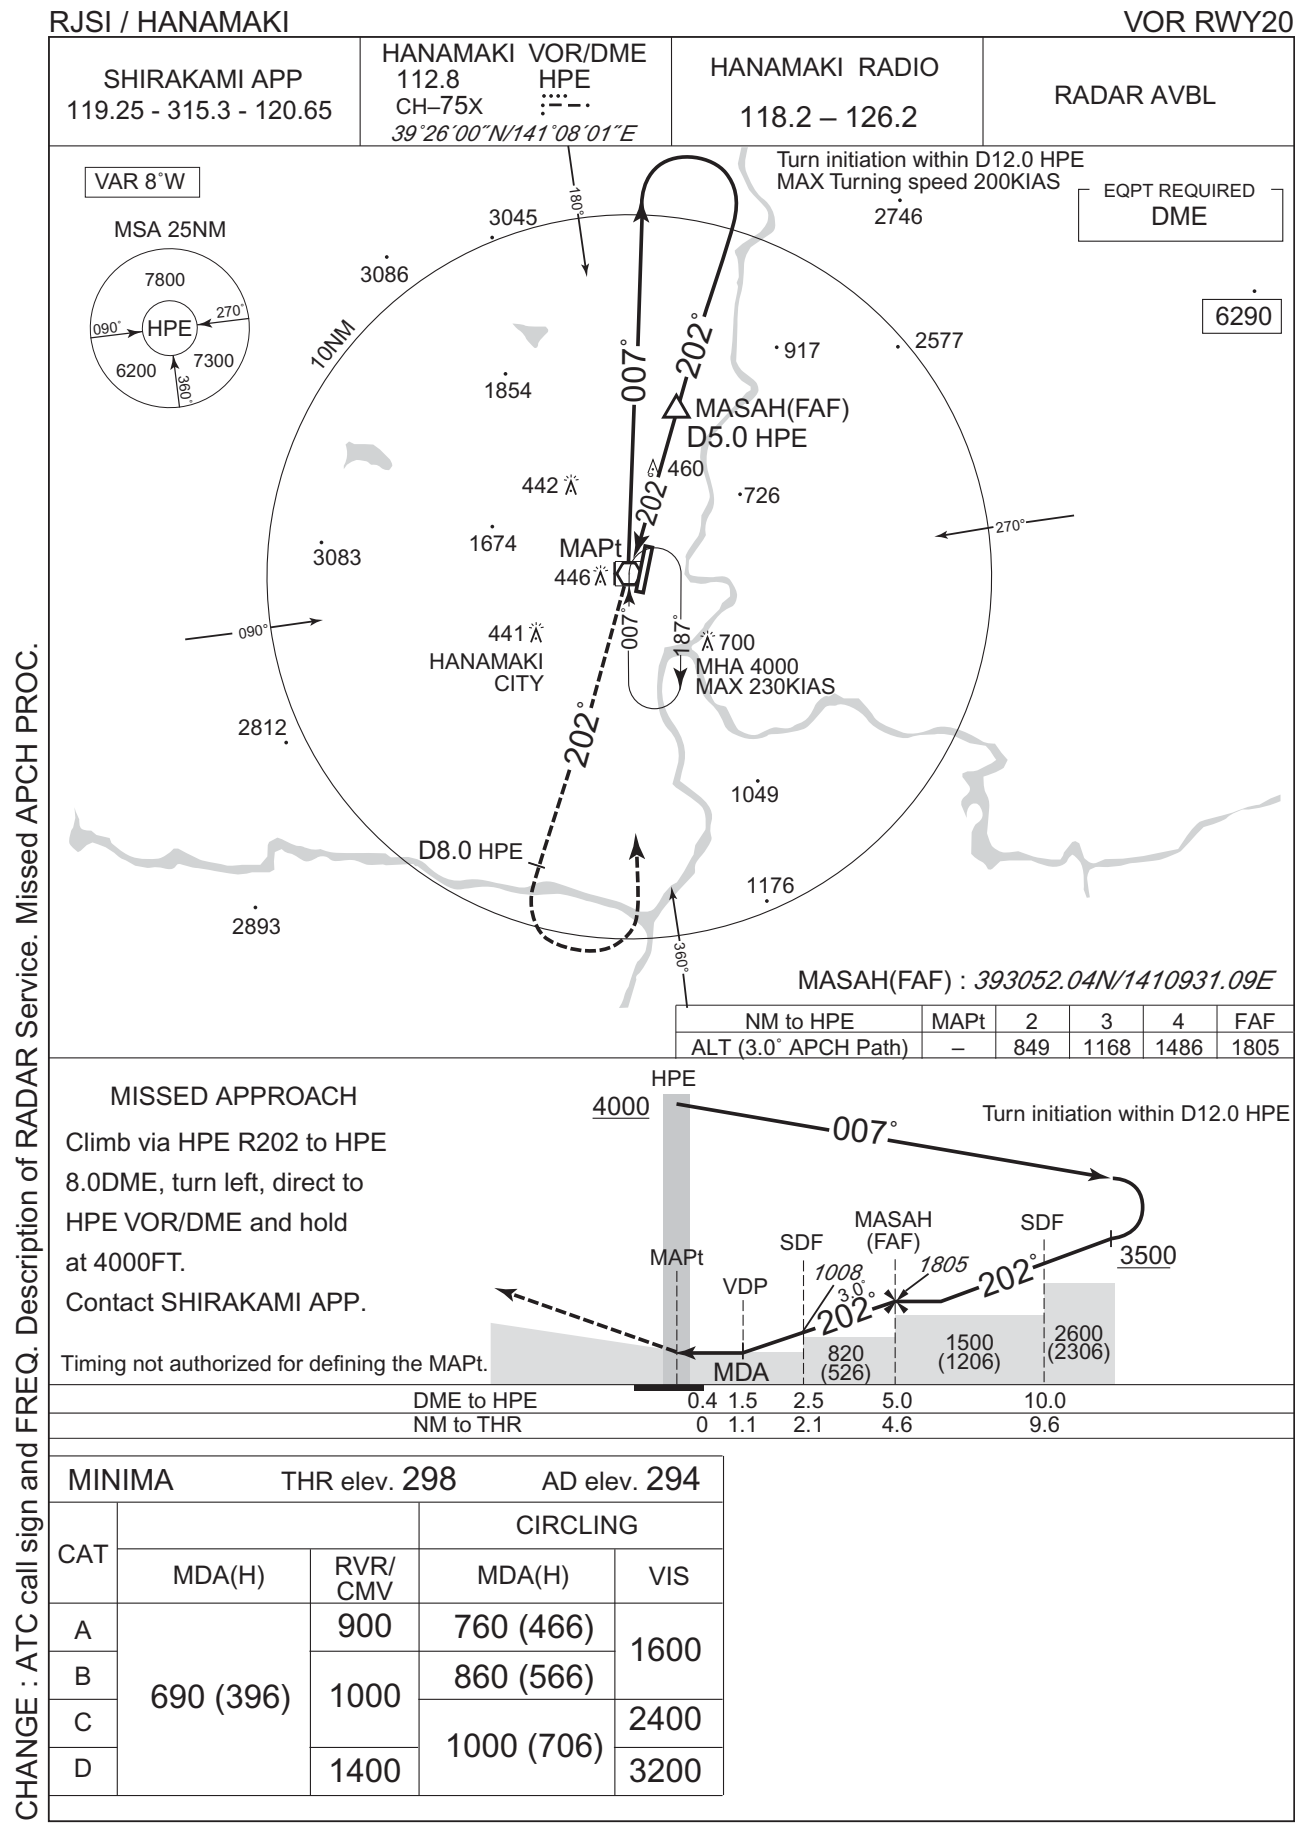 RJSI / HANAMAKI
VOR RWY20
SHIRAKAMI APP
119.25 - 315.3 - 120.65
HANAMAKI VOR/DME
112.8 HPE
CH–75X
39°26′00″N/141°08′01″E
HANAMAKI RADIO
118.2 – 126.2
RADAR AVBL
VAR 8°W
MSA 25NM
7800
090°
HPE
270°
6200
7300
360°
Turn initiation within D12.0 HPE
MAX Turning speed 200KIAS
EQPT REQUIRED
DME
2746
6290
180°
3045
3086
10NM
007°
202°
917
2577
1854
MASAH(FAF)
D5.0 HPE
460
442
726
202°
270°
1674
3083
MAPt
446
090°
441
HANAMAKI
CITY
007°
187°
700
MHA 4000
MAX 230KIAS
2812
202°
1049
D8.0 HPE
1176
2893
360°
MASAH(FAF) : 393052.04N/1410931.09E
NM to HPE MAPt 2 3 4 FAF
ALT (3.0° APCH Path) – 849 1168 1486 1805
MISSED APPROACH
Climb via HPE R202 to HPE
8.0DME, turn left, direct to
HPE VOR/DME and hold
at 4000FT.
Contact SHIRAKAMI APP.
Timing not authorized for defining the MAPt.
HPE
4000
007°
Turn initiation within D12.0 HPE
MASAH
(FAF)
SDF
SDF
3500
MAPt
VDP
1008
1805
3.0°
202°
202°
MDA
820
(526)
1500
(1206)
2600
(2306)
DME to HPE 0.4 1.5 2.5 5.0 10.0
NM to THR 0 1.1 2.1 4.6 9.6
MINIMA THR elev. 298 AD elev. 294
CAT
CIRCLING
MDA(H)
RVR/
CMV
MDA(H)
VIS
A
900
760 (466)
1600
B
690 (396)
1000
860 (566)
C
1000 (706)
2400
D
1400
3200
CHANGE : ATC call sign and FREQ. Description of RADAR Service. Missed APCH PROC.